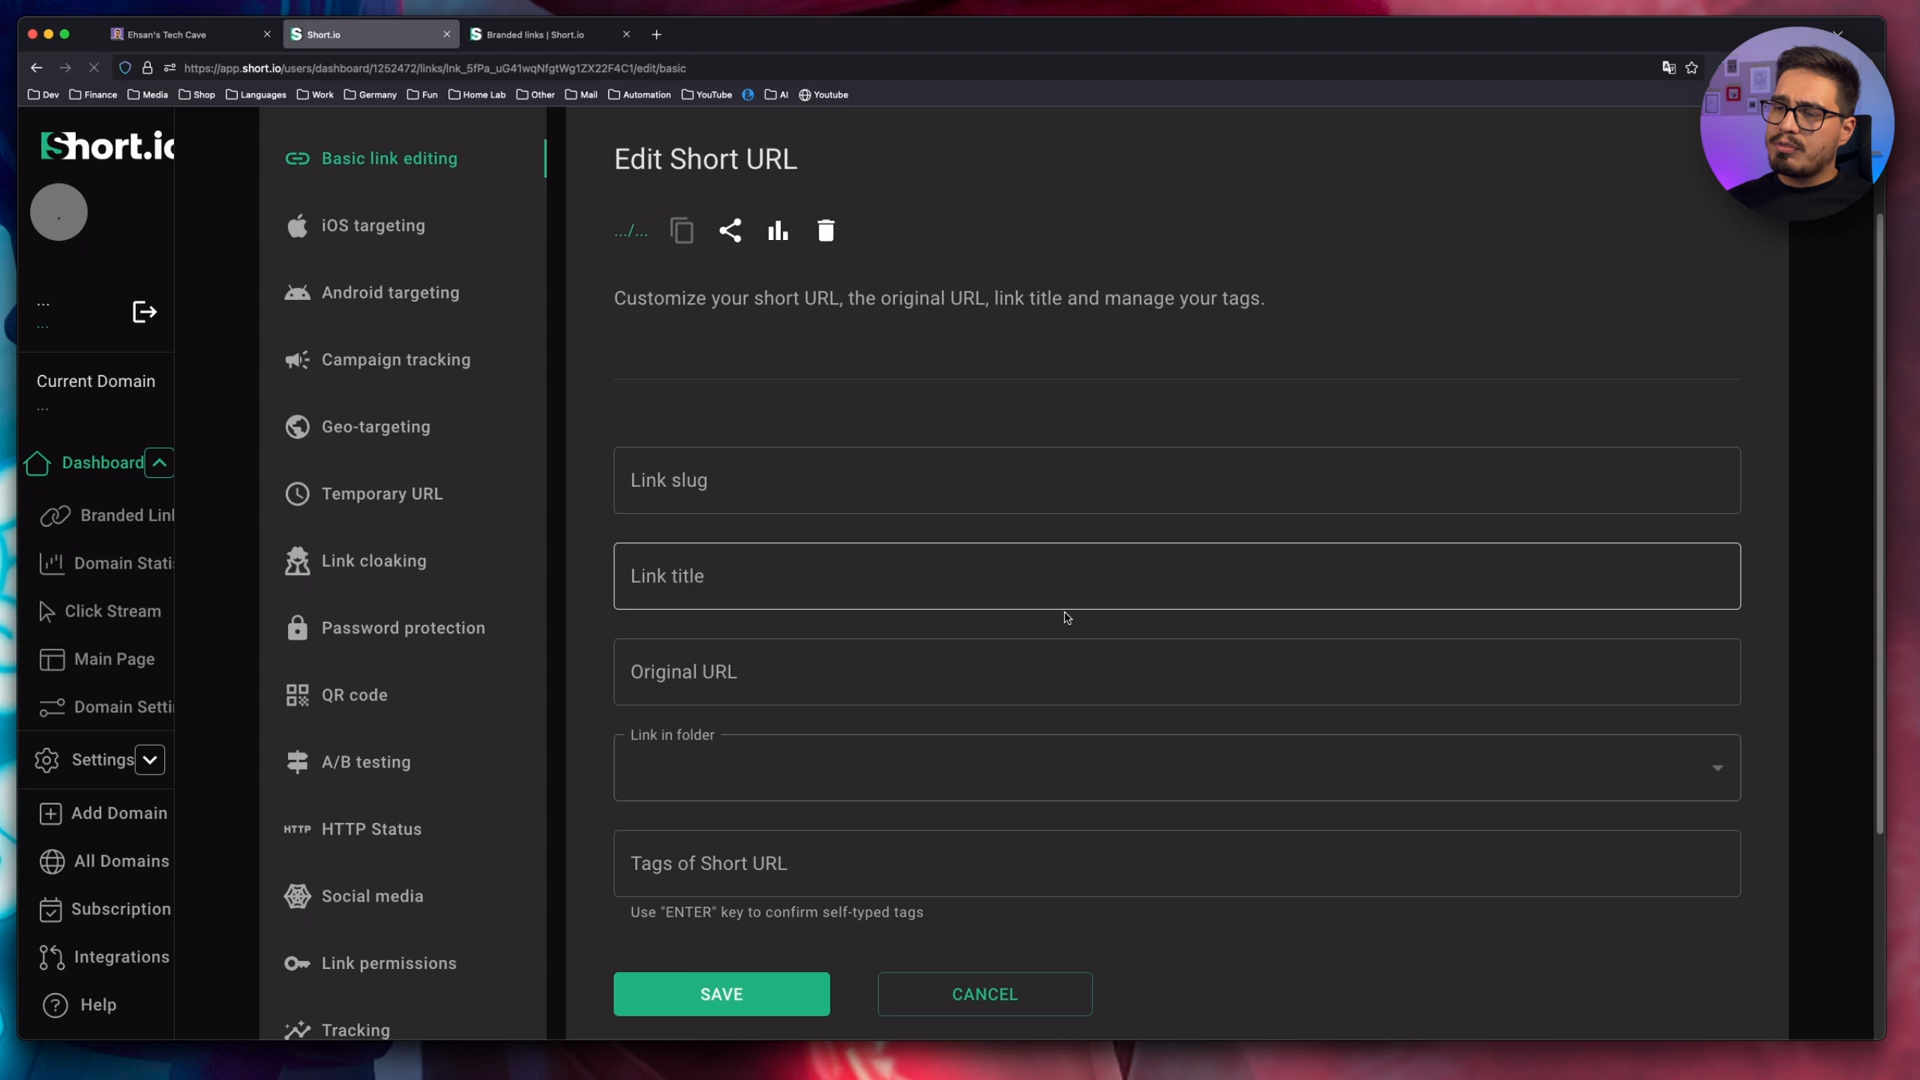 Ehsan's Tech Cave
Short.io
Branded links | Short.io
https://app.short.io/users/dashboard/1252472/links/lnk_5fPa_uG41wqNfgtWg1ZX22F4C1/edit/basic
Dev Finance Media Shop Languages Work Germany Fun Home Lab Other Mail Automation YouTube AI Youtube
Short.io
...
...
Current Domain
...
Dashboard
Branded Link
Domain Stati
Click Stream
Main Page
Domain Setti
Settings
Add Domain
All Domains
Subscription
Integrations
Help
Basic link editing
iOS targeting
Android targeting
Campaign tracking
Geo-targeting
Temporary URL
Link cloaking
Password protection
QR code
A/B testing
HTTP HTTP Status
Social media
Link permissions
Tracking
Edit Short URL
.../...
Customize your short URL, the original URL, link title and manage your tags.
Link slug
Link title
Original URL
Link in folder
Tags of Short URL
Use "ENTER" key to confirm self-typed tags
SAVE
CANCEL